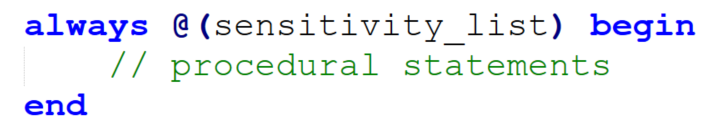 always @(sensitivity_list) begin
// procedural statements
end